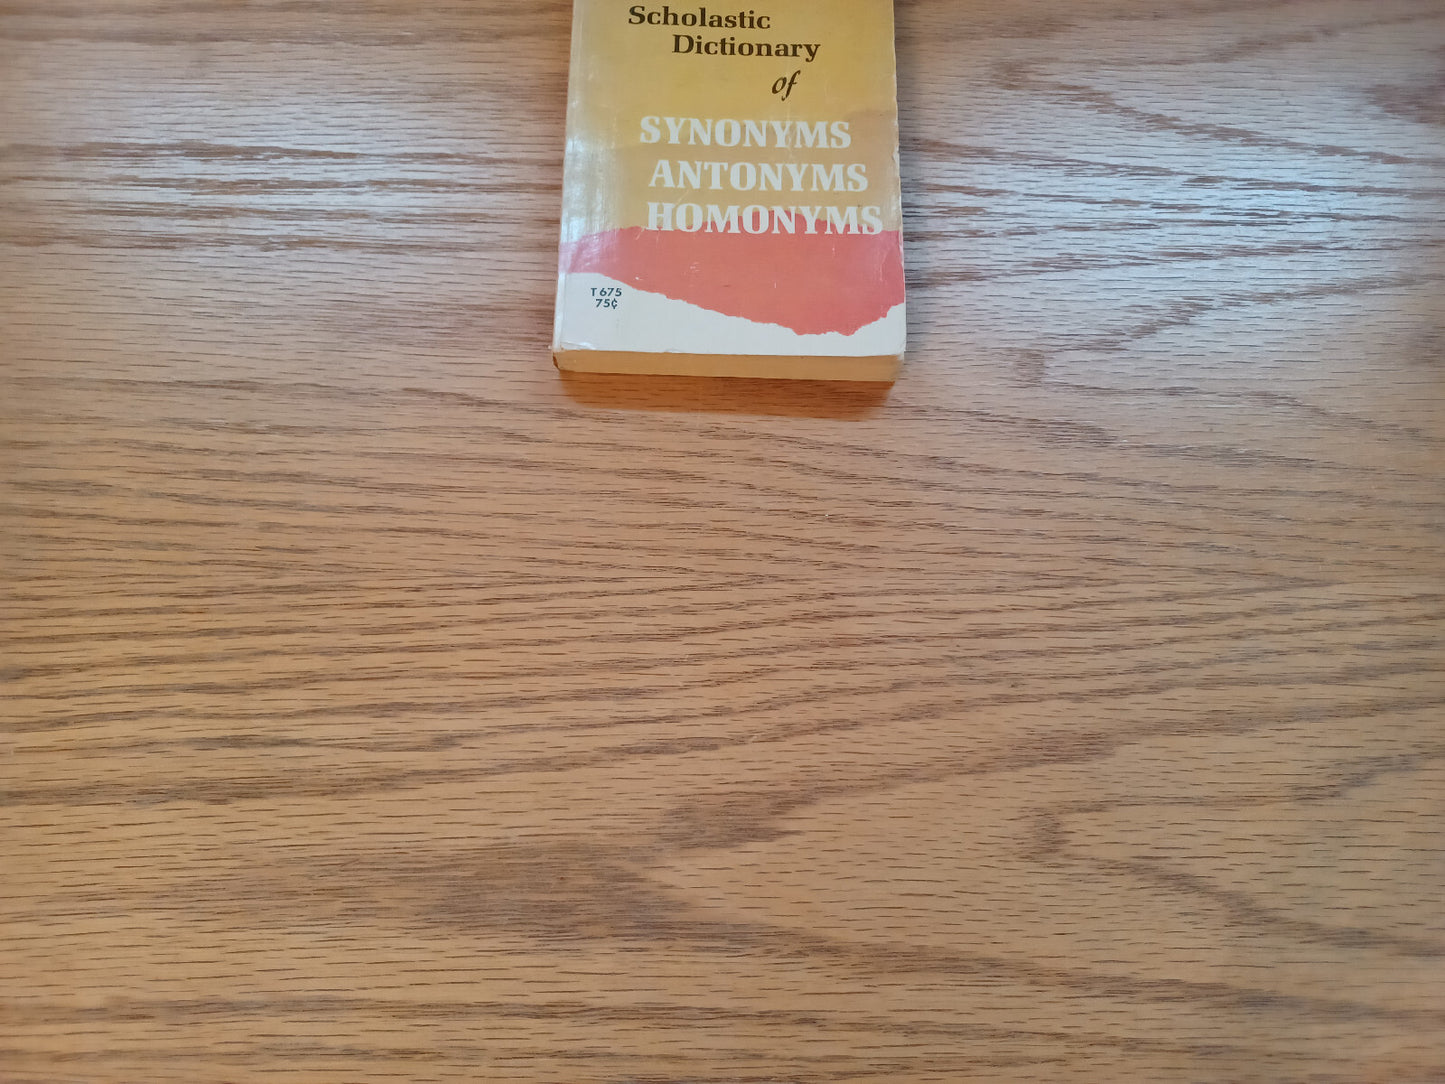 Scholastic
Dictionary
of
SYNONYMS
ANTONYMS
HOMONYMS
T 675
75¢